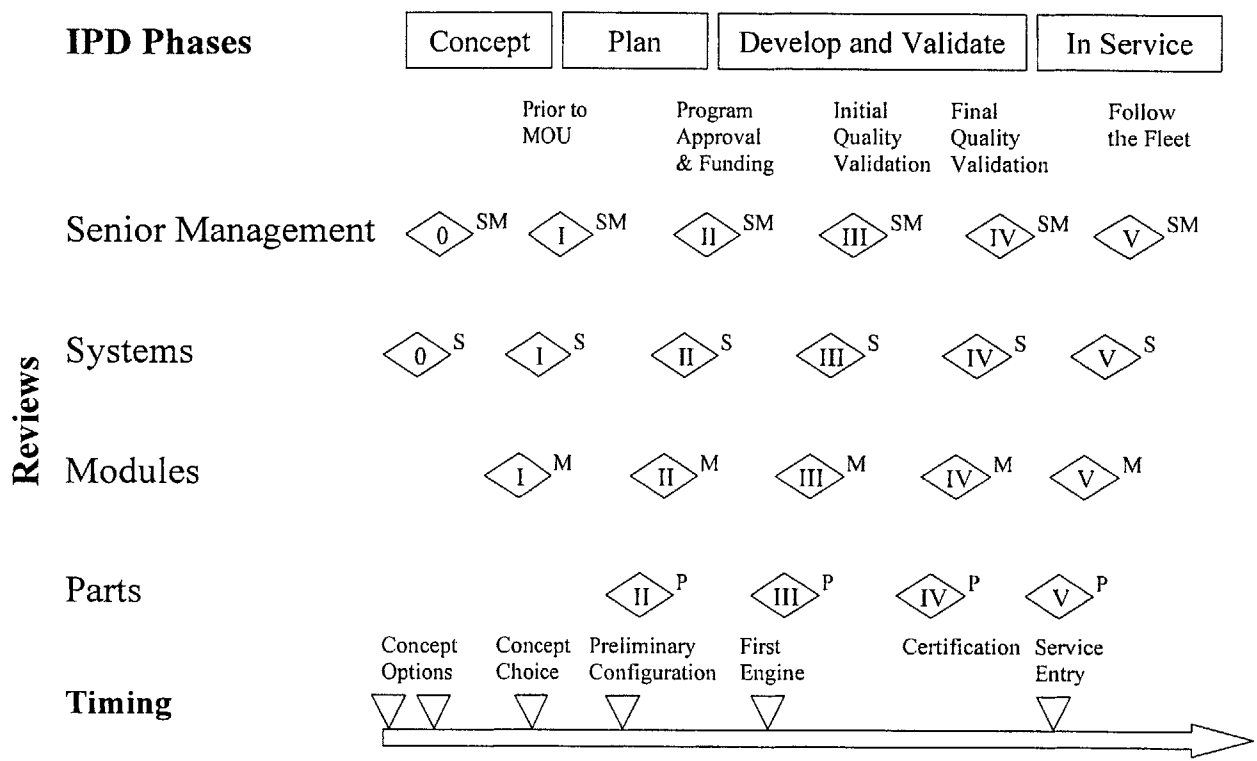 IPD Phases
Concept
Plan
Develop and Validate
In Service
Prior to
MOU
Program
Approval
& Funding
Initial
Quality
Validation
Final
Quality
Validation
Follow
the Fleet
Reviews
Senior Management
0 SM
I SM
II SM
III SM
IV SM
V SM
Systems
0 S
I S
II S
III S
IV S
V S
Modules
I M
II M
III M
IV M
V M
Parts
II P
III P
IV P
V P
Timing
Concept
Options
Concept
Choice
Preliminary
Configuration
First
Engine
Certification
Service
Entry